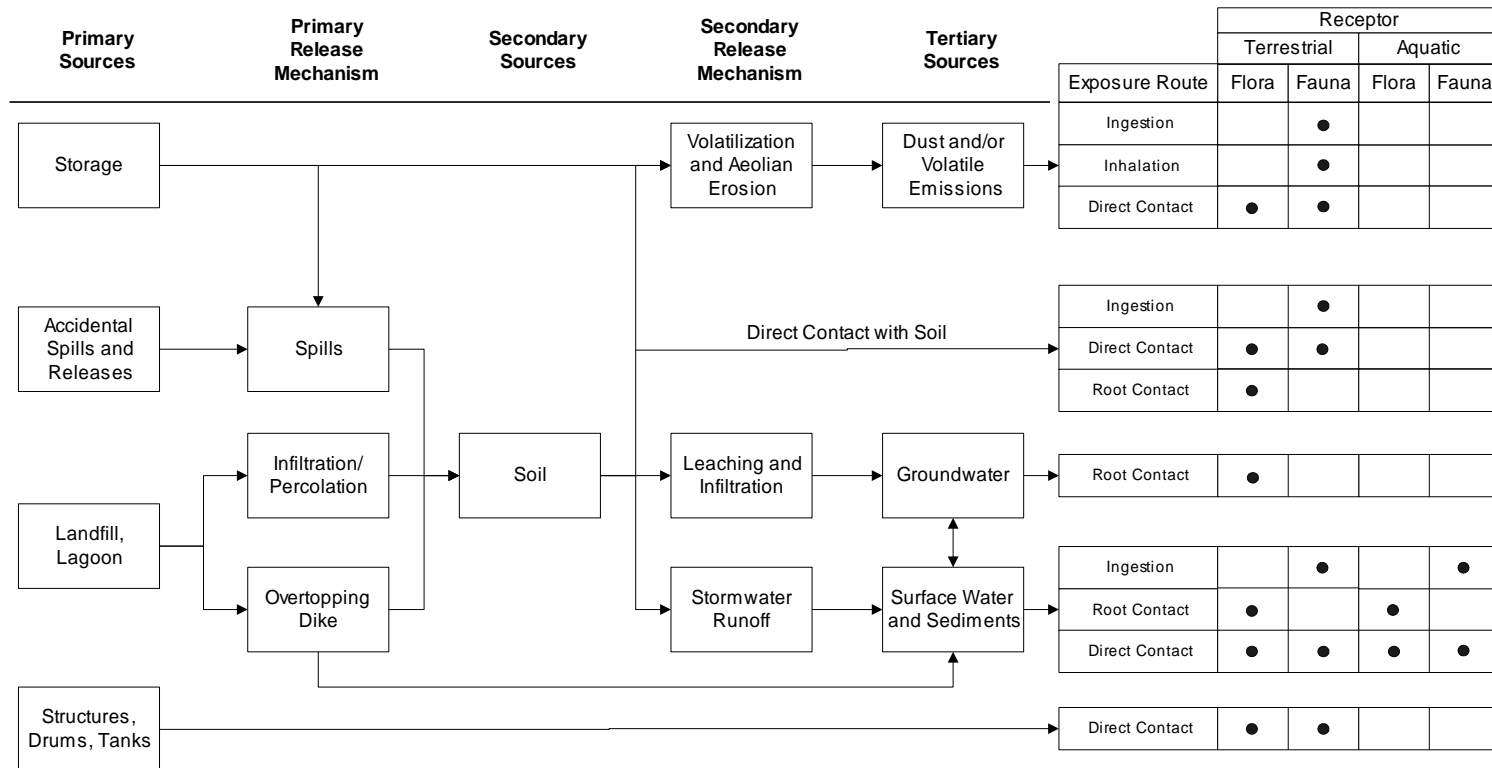 Primary
Sources
Primary
Release
Mechanism
Secondary
Sources
Secondary
Release
Mechanism
Tertiary
Sources
Receptor
Terrestrial
Aquatic
Exposure Route
Flora
Fauna
Flora
Fauna
Storage
Volatilization
and Aeolian
Erosion
Dust and/or
Volatile
Emissions
Ingestion
Inhalation
Direct Contact
Accidental
Spills and
Releases
Spills
Direct Contact with Soil
Ingestion
Direct Contact
Root Contact
Infiltration/
Percolation
Soil
Leaching and
Infiltration
Groundwater
Root Contact
Landfill,
Lagoon
Overtopping
Dike
Stormwater
Runoff
Surface Water
and Sediments
Ingestion
Root Contact
Direct Contact
Structures,
Drums, Tanks
Direct Contact